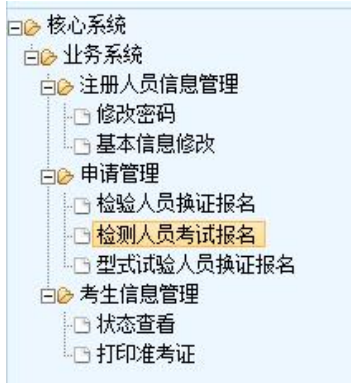 核心系统
业务系统
注册人员信息管理
修改密码
基本信息修改
申请管理
检验人员换证报名
检测人员考试报名
型式试验人员换证报名
考生信息管理
状态查看
打印准考证